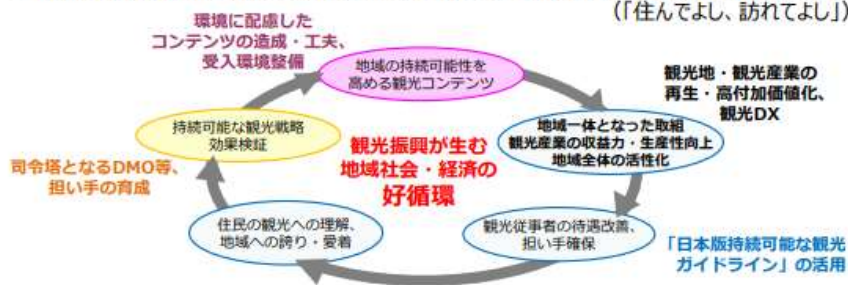 (「住んでよし、訪れてよし」)
環境に配慮した
コンテンツの造成・工夫、
受入環境整備
地域の持続可能性を
高める観光コンテンツ
観光地・観光産業の
再生・高付加価値化、
観光DX
持続可能な観光戦略
効果検証
観光振興が生む
地域社会・経済の
好循環
地域一体となった取組
観光産業の収益力・生産性向上
地域全体の活性化
司令塔となるDMO等、
担い手の育成
住民の観光への理解、
地域への誇り・愛着
観光従事者の待遇改善、
担い手確保
「日本版持続可能な観光
ガイドライン」の活用